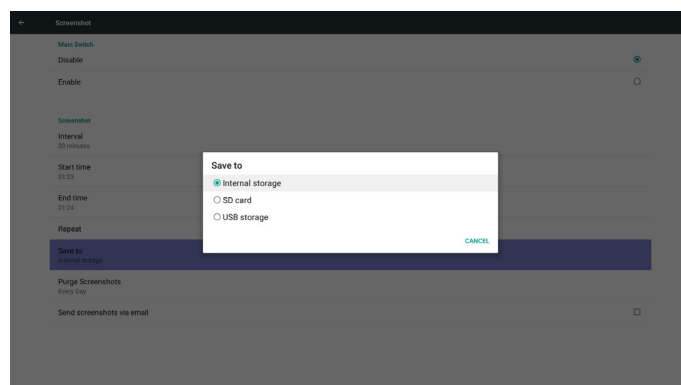 Screenshot
Main Switch
Disable
Enable
Screenshot
Interval
30 minutes
Start time
01:23
End time
01:24
Repeat
Save to
Internal storage
Purge Screenshots
Every Day
Send screenshots via email
Save to
Internal storage
SD card
USB storage
CANCEL